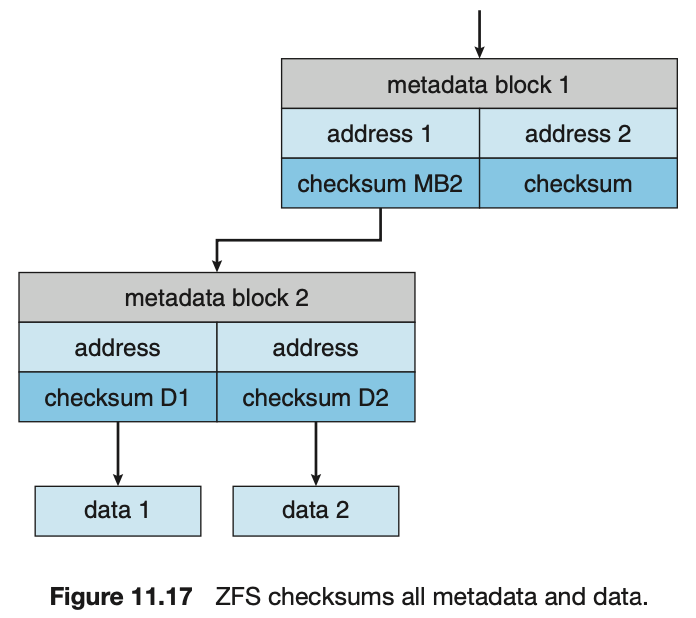 metadata block 1
address 1 address 2
checksum MB2 checksum
metadata block 2
address address
checksum D1 checksum D2
data 1 data 2
Figure 11.17 ZFS checksums all metadata and data.